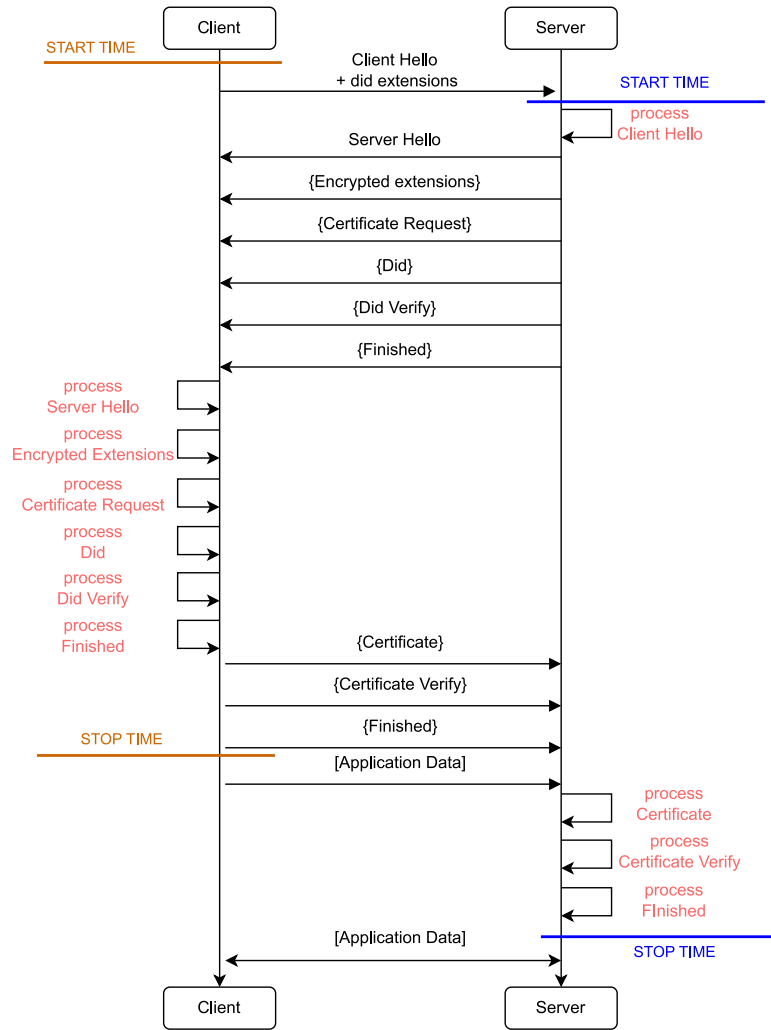 Client
Server
START TIME
Client Hello
+ did extensions
START TIME
process
Client Hello
Server Hello
{Encrypted extensions}
{Certificate Request}
{Did}
{Did Verify}
{Finished}
process
Server Hello
process
Encrypted Extensions
process
Certificate Request
process
Did
process
Did Verify
process
Finished
{Certificate}
{Certificate Verify}
{Finished}
STOP TIME
[Application Data]
process
Certificate
process
Certificate Verify
process
FInished
[Application Data]
STOP TIME
Client
Server